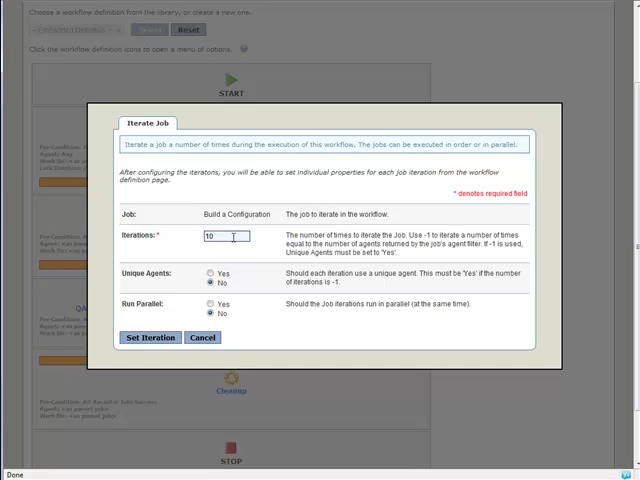 Choose a workflow definition from the library, or create a new one.
Reset
Click the workflow definition icons to open a menu of options.
START
Iterate Job
Iterate a job a number of times during the execution of this workflow. The jobs can be executed in order or in parallel.
After configuring the iteratons, you will be able to set individual properties for each job iteration from the workflow
definition page.
* denotes required field
Job: Build a Configuration The job to iterate in the workflow.
Iterations: * 10 The number of times to iterate the Job. Use -1 to iterate a number of times
equal to the number of agents returned by the job's agent filter. If -1 is used,
Unique Agents must be set to 'Yes'.
Unique Agents: Yes Should each iteration use a unique agent. This must be 'Yes' if the number
No of iterations is -1.
Run Parallel: Yes Should the Job iterations run in parallel (at the same time).
No
Set Iteration Cancel
QA
Cleanup
STOP
Done